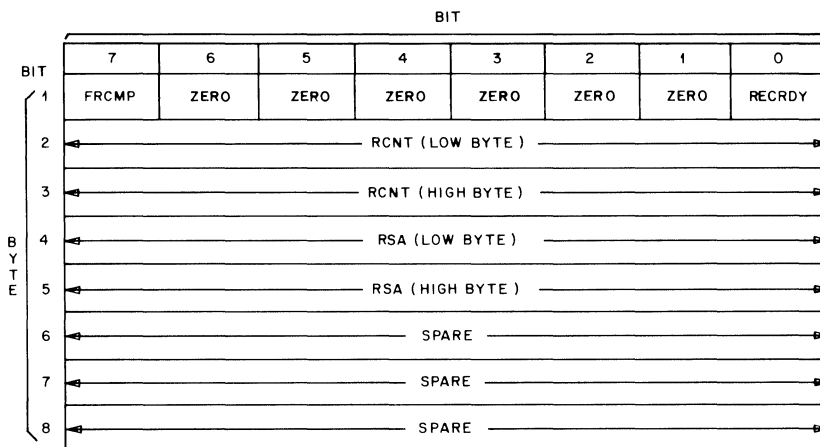 BIT
7 6 5 4 3 2 1 0
BIT
1 FRCMP ZERO ZERO ZERO ZERO ZERO ZERO RECRDY
2 RCNT (LOW BYTE)
3 RCNT (HIGH BYTE)
4 RSA (LOW BYTE)
5 RSA (HIGH BYTE)
6 SPARE
7 SPARE
8 SPARE
BYTE